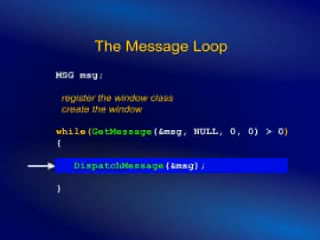 The Message Loop
MSG msg;
register the window class
create the window
while(GetMessage(&msg, NULL, 0, 0) > 0)
{
DispatchMessage(&msg);
}